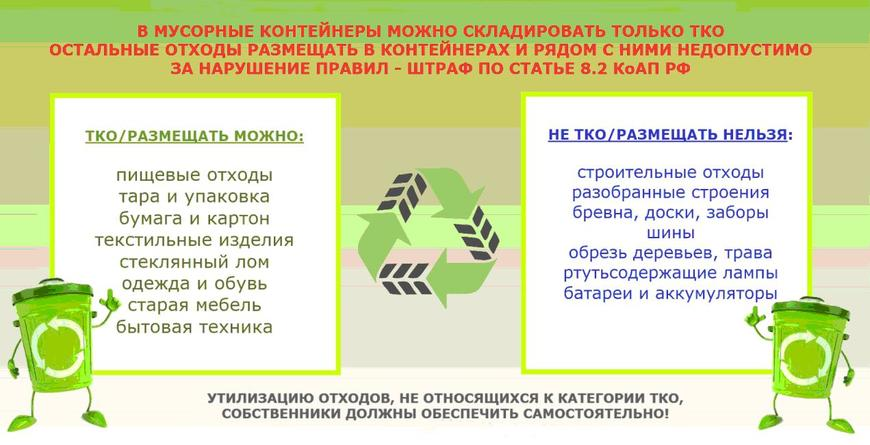 В МУСОРНЫЕ КОНТЕЙНЕРЫ МОЖНО СКЛАДИРОВАТЬ ТОЛЬКО ТКО
ОСТАЛЬНЫЕ ОТХОДЫ РАЗМЕЩАТЬ В КОНТЕЙНЕРАХ И РЯДОМ С НИМИ НЕДОПУСТИМО
ЗА НАРУШЕНИЕ ПРАВИЛ – ШТРАФ ПО СТАТЬЕ 8.2 КоАП РФ
ТКО/РАЗМЕЩАТЬ МОЖНО:
пищевые отходы
тара и упаковка
бумага и картон
текстильные изделия
стеклянный лом
одежда и обувь
старая мебель
бытовая техника
НЕ ТКО/РАЗМЕЩАТЬ НЕЛЬЗЯ:
строительные отходы
разобранные строения
бревна, доски, заборы
шины
обрезь деревьев, трава
ртутьсодержащие лампы
батареи и аккумуляторы
УТИЛИЗАЦИЮ ОТХОДОВ, НЕ ОТНОСЯЩИХСЯ К КАТЕГОРИИ ТКО,
СОБСТВЕННИКИ ДОЛЖНЫ ОБЕСПЕЧИТЬ САМОСТОЯТЕЛЬНО!